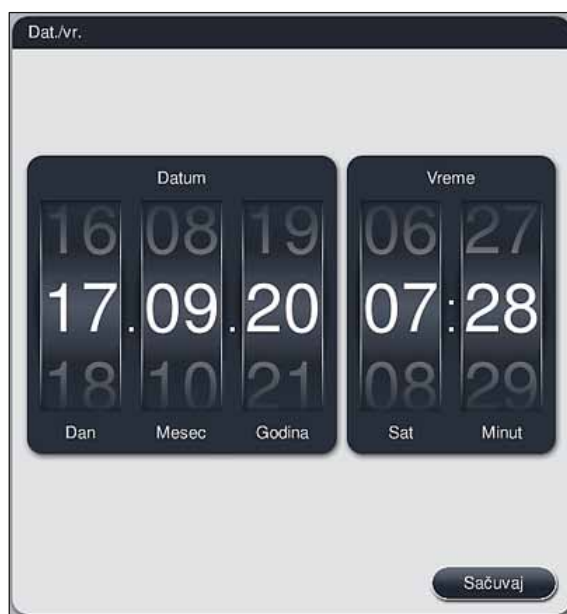 Dat./vr.
Datum
16 08 19
17.09.20
18 10 21
Dan Mesec Godina
Vreme
06 27
07:28
08 29
Sat Minut
Sačuvaj